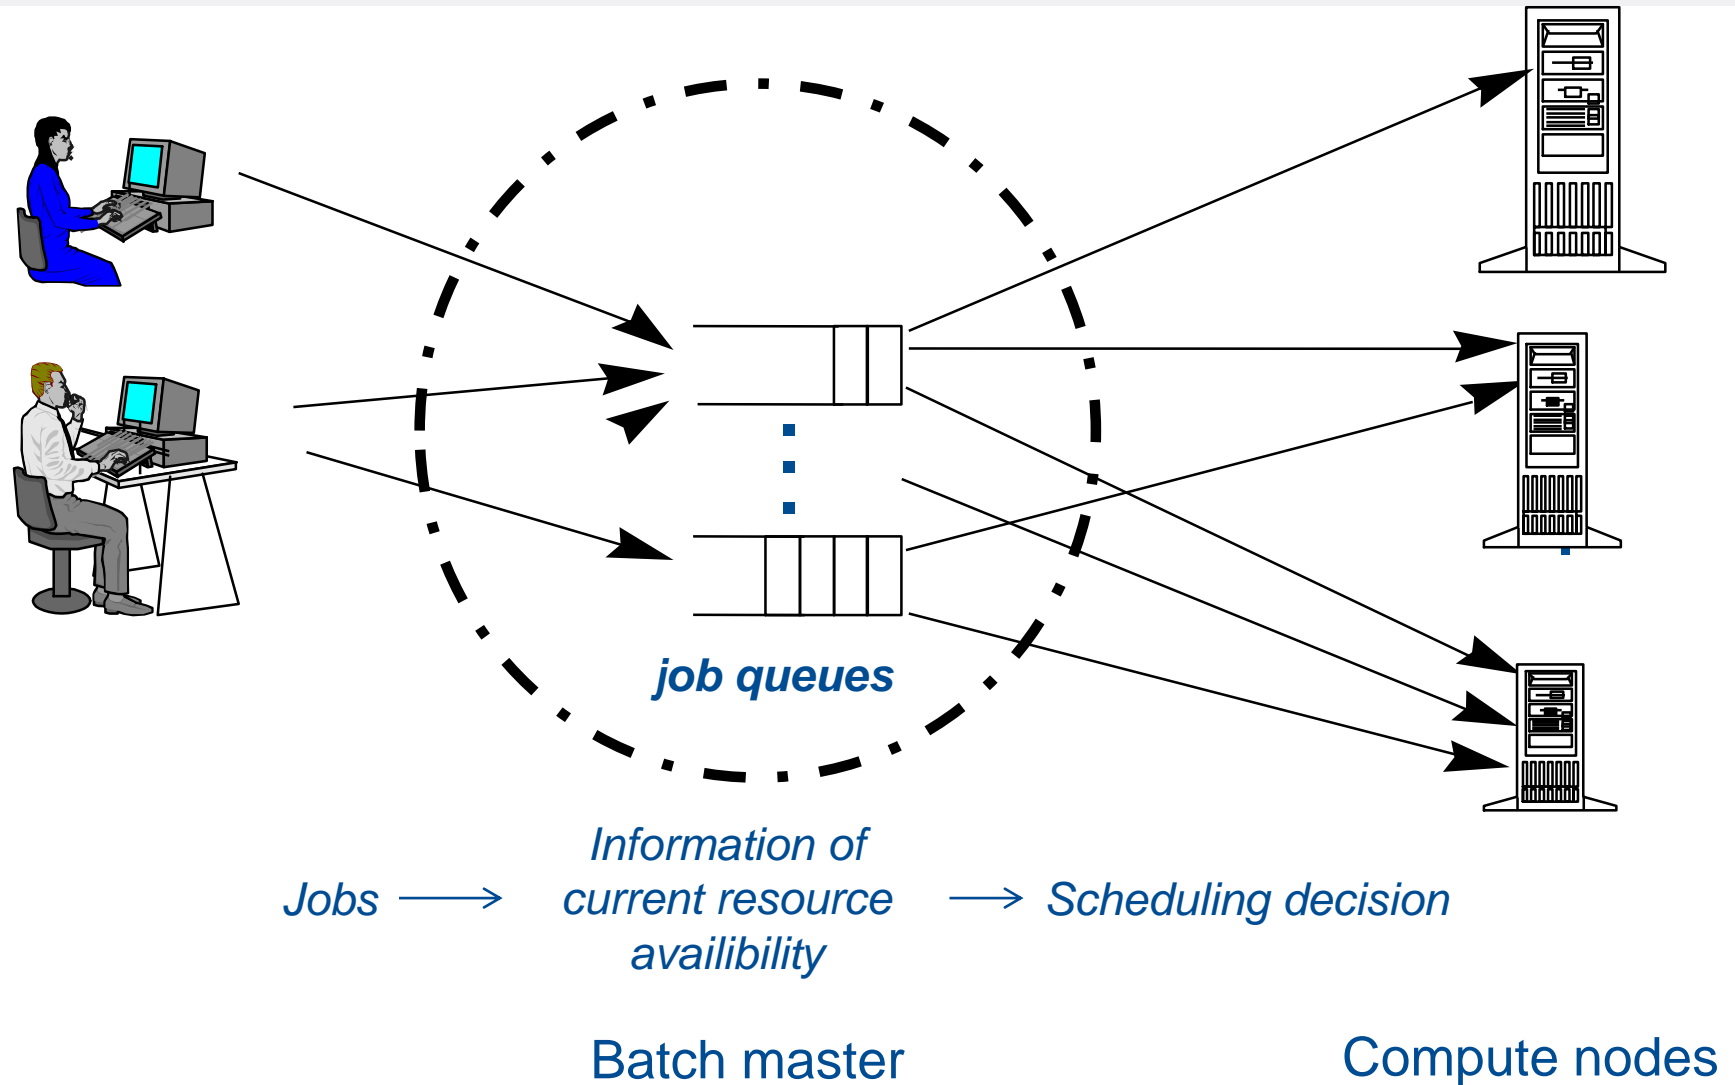 job queues
Information of
Jobs current resource Scheduling decision
availibility
Batch master
Compute nodes